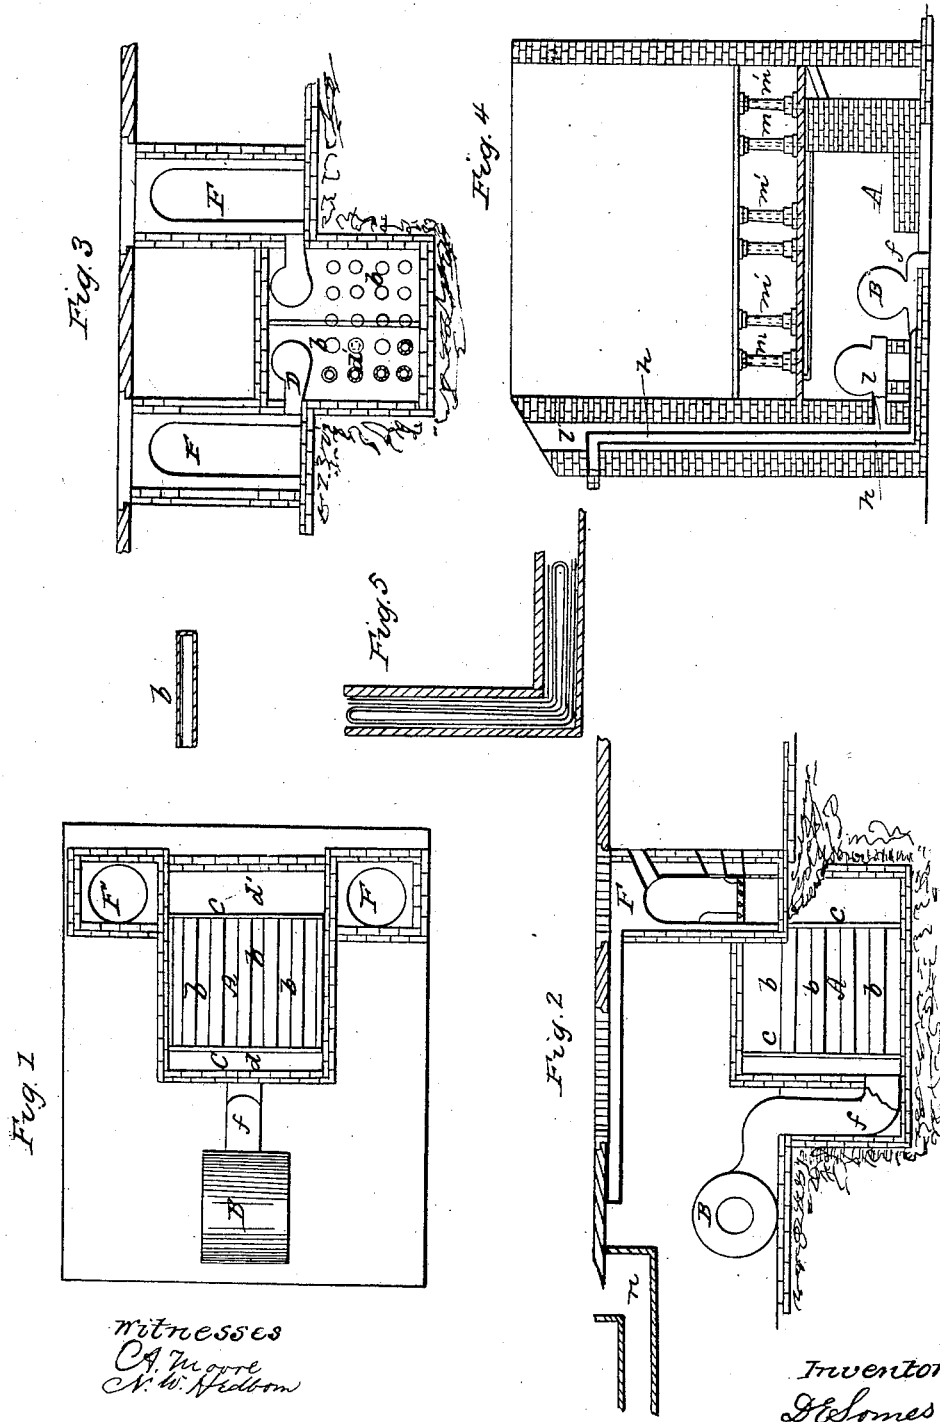 Fig. 3
F
F
G
g
E
b
Fig. 4
m
m
m
m
m
A
B
f
l
h
l
h
b
Fig. 5
Fig. 1
F
F
C
d'
b
A
b
b
C
d
f
B
Fig. 2
F
C
b
b
A
b
C
f
B
n
Witnesses
C. A. Moore
N. W. Hedbom
Inventor
D E Somes